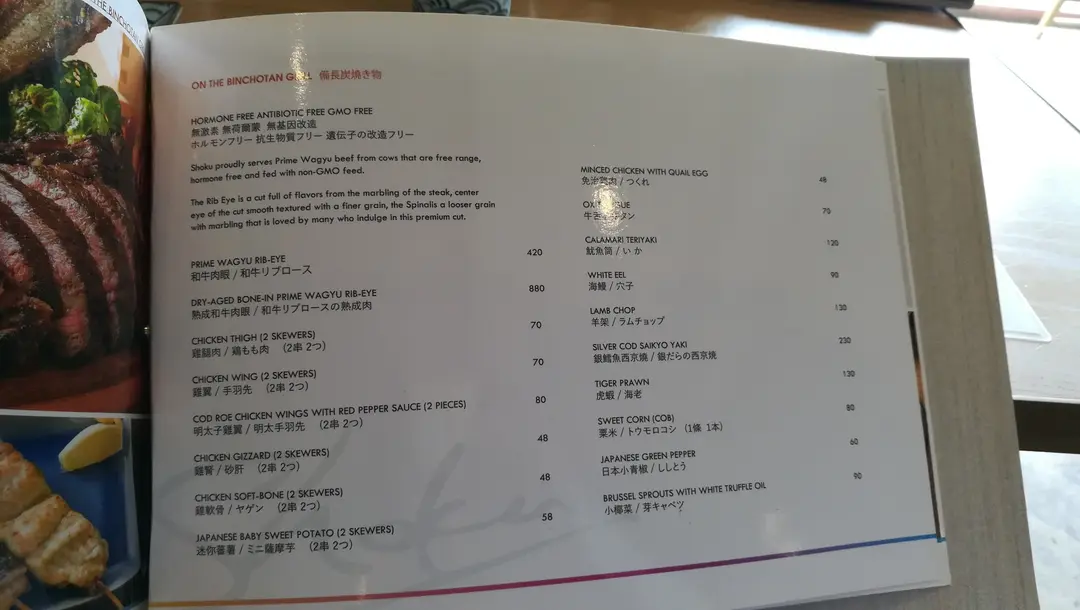 THE BINCHOTAN
ON THE BINCHOTAN GRILL 備長炭燒き物
HORMONE FREE ANTIBIOTIC FREE GMO FREE
無激素 無荷爾蒙 無基因改造
ホルモンフリー 抗生物質フリー 遺伝子の改造フリー
Shoku proudly serves Prime Wagyu beef from cows that are free range,
hormone free and fed with non-GMO feed.
The Rib Eye is a cut full of flavors from the marbling of the steak, center
eye of the cut smooth textured with a finer grain, the Spinalis a looser grain
with marbling that is loved by many who indulge in this premium cut.
PRIME WAGYU RIB-EYE 420
和牛肉眼 / 和牛リブロース
DRY-AGED BONE-IN PRIME WAGYU RIB-EYE 880
熟成和牛肉眼 / 和牛リブロースの熟成肉
CHICKEN THIGH (2 SKEWERS) 70
雞腿肉 / 鶏もも肉 (2串 2つ)
CHICKEN WING (2 SKEWERS) 70
雞翼 / 手羽先 (2串 2つ)
COD ROE CHICKEN WINGS WITH RED PEPPER SAUCE (2 PIECES) 80
明太子雞翼 / 明太手羽先 (2串 2つ)
CHICKEN GIZZARD (2 SKEWERS) 48
雞腎 / 砂肝 (2串 2つ)
CHICKEN SOFT-BONE (2 SKEWERS) 48
雞軟骨 / ヤゲン (2串 2つ)
JAPANESE BABY SWEET POTATO (2 SKEWERS) 58
迷你蕃薯 / ミニ薩摩芋 (2串 2つ)
MINCED CHICKEN WITH QUAIL EGG 48
免治雞肉 / つくれ
70
牛舌 タン
CALAMARI TERIYAKI 120
魷魚筒 / いか
WHITE EEL 90
海鰻 / 穴子
LAMB CHOP 130
羊架 / ラムチョップ
SILVER COD SAIKYO YAKI 230
銀鱈魚西京燒 / 銀だらの西京焼
TIGER PRAWN 130
虎蝦 / 海老
SWEET CORN (COB) 80
粟米 / トウモロコシ (1條 1本)
JAPANESE GREEN PEPPER 60
日本小青椒 / ししとう
BRUSSEL SPROUTS WITH WHITE TRUFFLE OIL 90
小椰菜 / 芽キャベツ